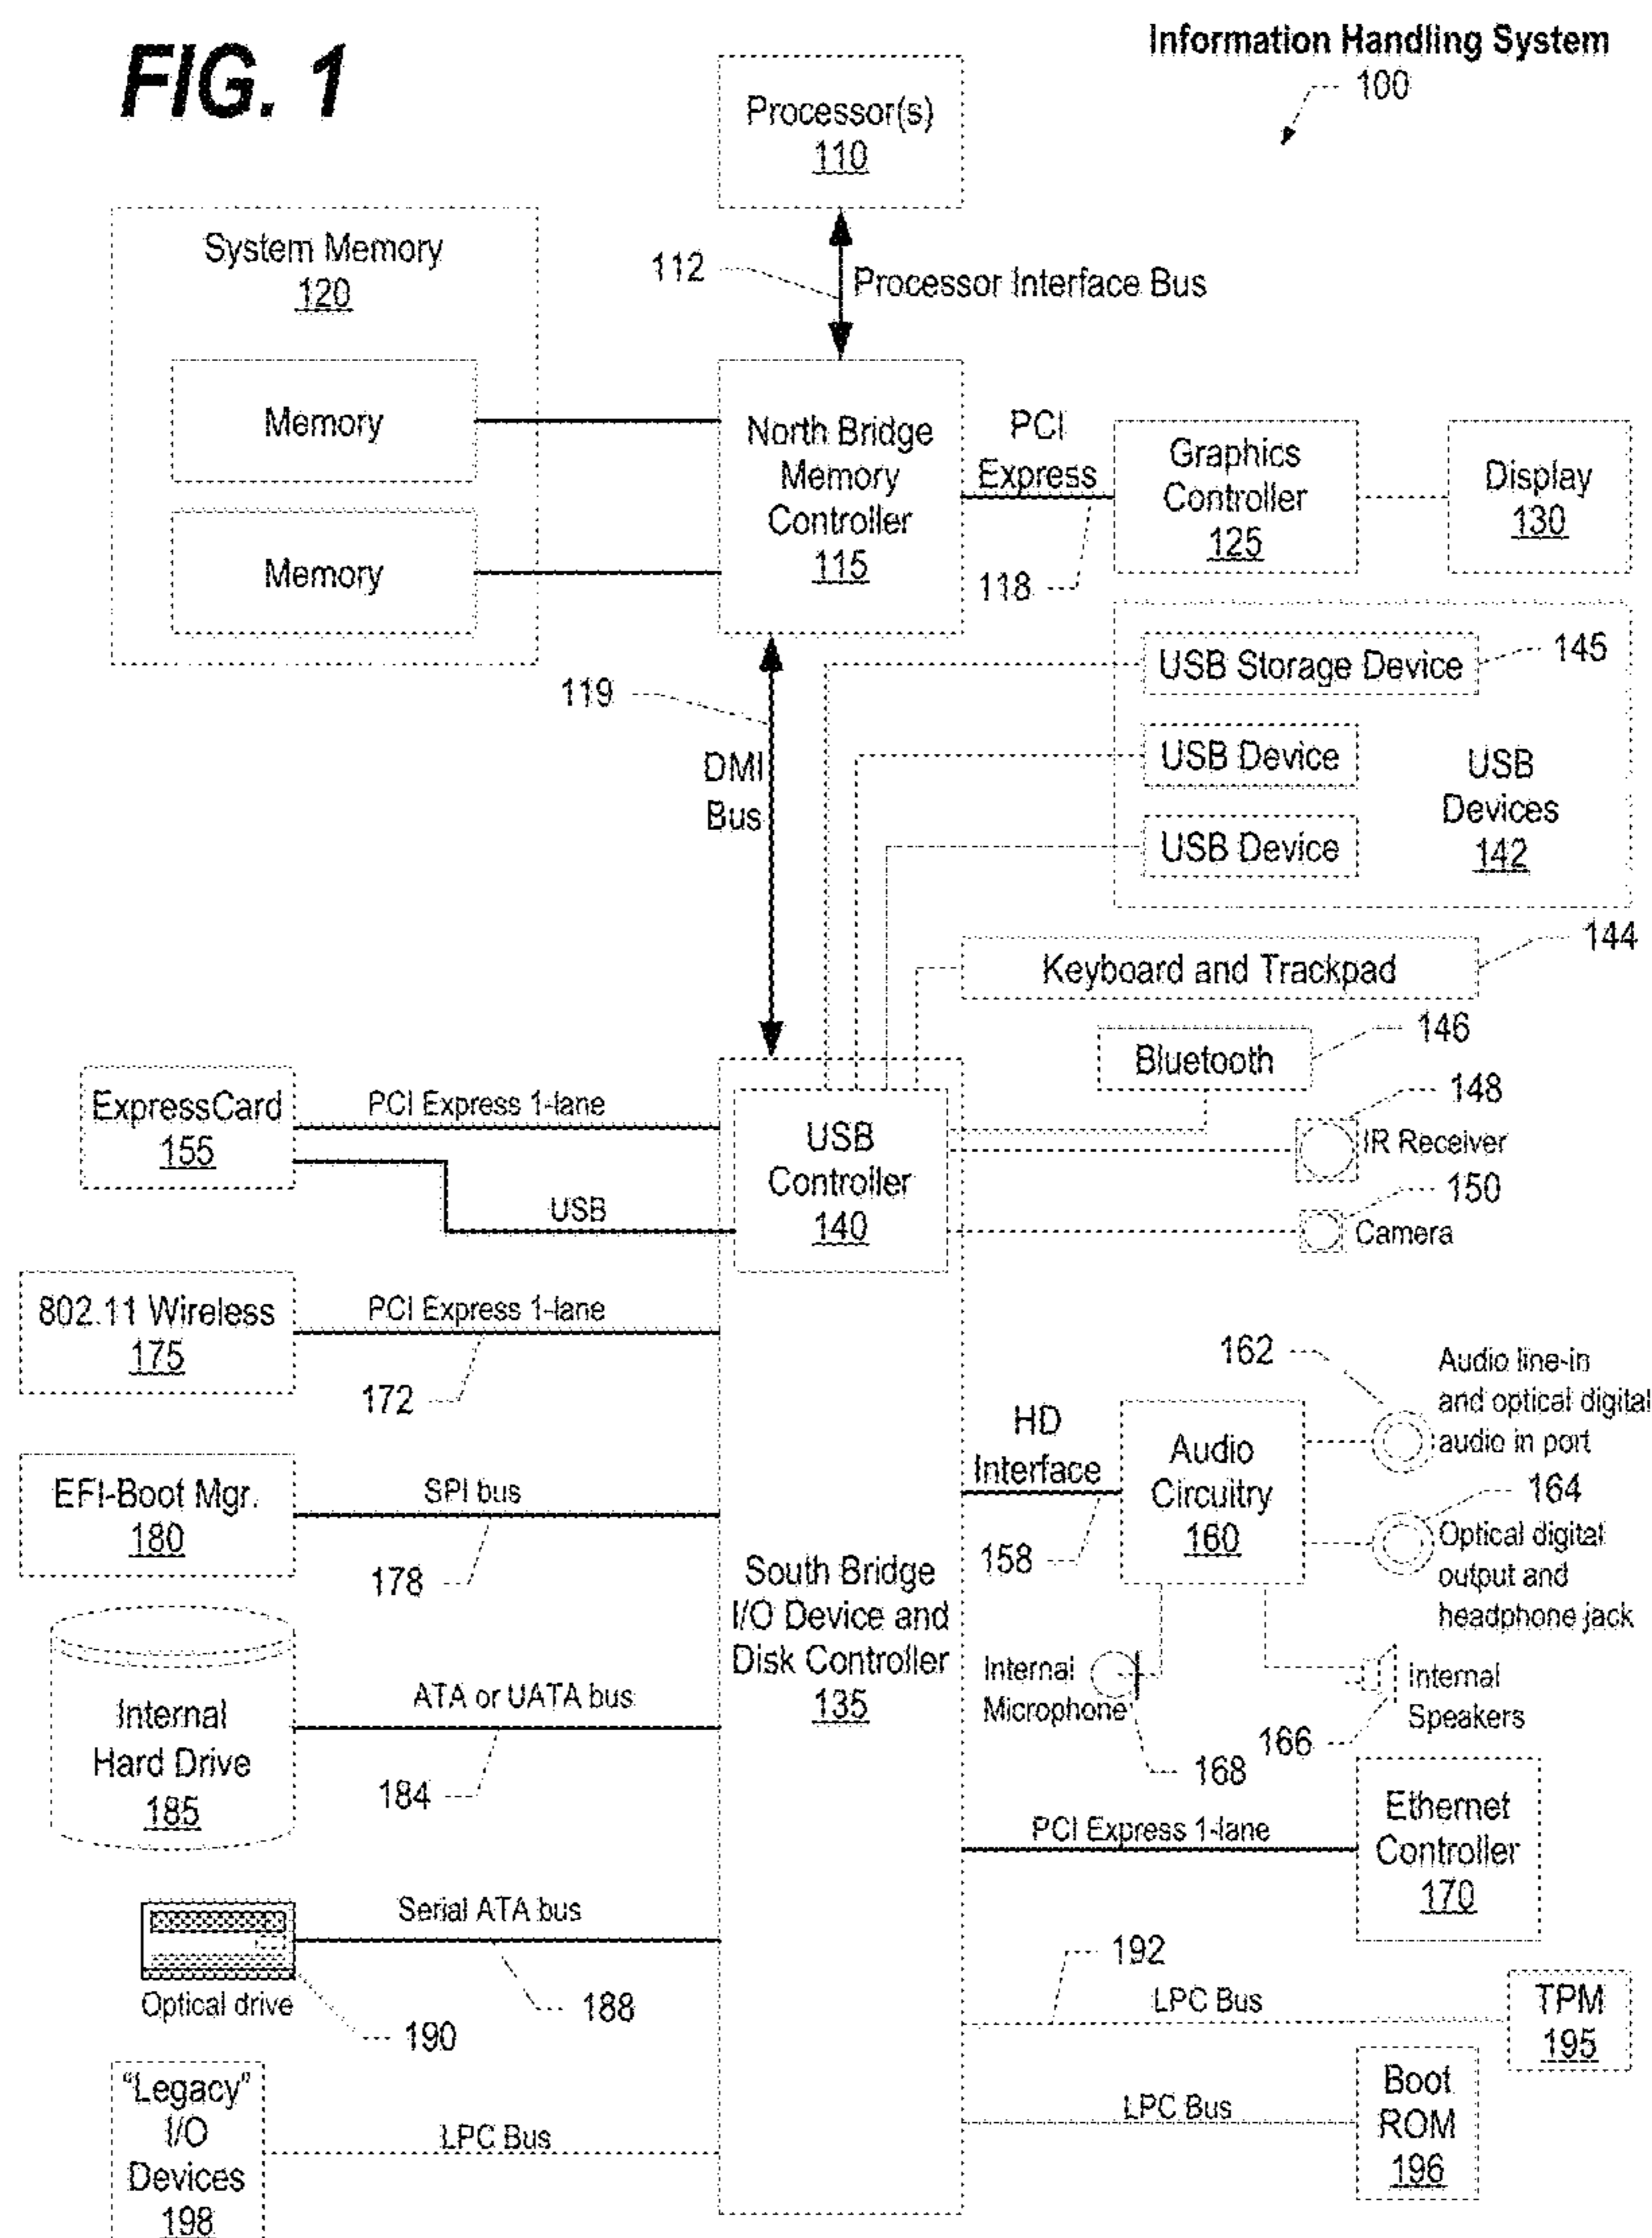 FIG. 1
Information Handling System
100
Processor(s)
110
System Memory
120
112
Processor Interface Bus
Memory
Memory
North Bridge
Memory
Controller
115
PCI
Express
118
Graphics
Controller
125
Display
130
119
DMI
Bus
USB Storage Device
145
USB Device
USB Device
USB
Devices
142
144
Keyboard and Trackpad
146
Bluetooth
148
IR Receiver
150
Camera
ExpressCard
155
PCI Express 1-lane
USB
USB
Controller
140
802.11 Wireless
175
PCI Express 1-lane
172
EFI-Boot Mgr.
180
SPI bus
178
South Bridge
I/O Device and
Disk Controller
135
HD
Interface
158
Audio
Circuitry
160
162
Audio line-in
and optical digital
audio in port
164
Optical digital
output and
headphone jack
Internal
Microphone
168
166
Internal
Speakers
Internal
Hard Drive
185
ATA or UATA bus
184
PCI Express 1-lane
Ethernet
Controller
170
Serial ATA bus
188
Optical drive
190
192
LPC Bus
TPM
195
"Legacy"
I/O
Devices
198
LPC Bus
LPC Bus
Boot
ROM
196